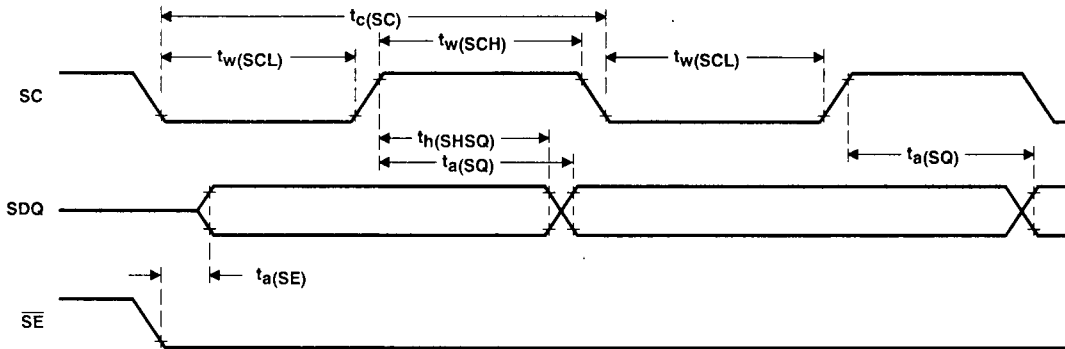 tc(SC)
tw(SCL) tw(SCH) tw(SCL)
SC
th(SHSQ)
ta(SQ) ta(SQ)
SDQ
ta(SE)
SE